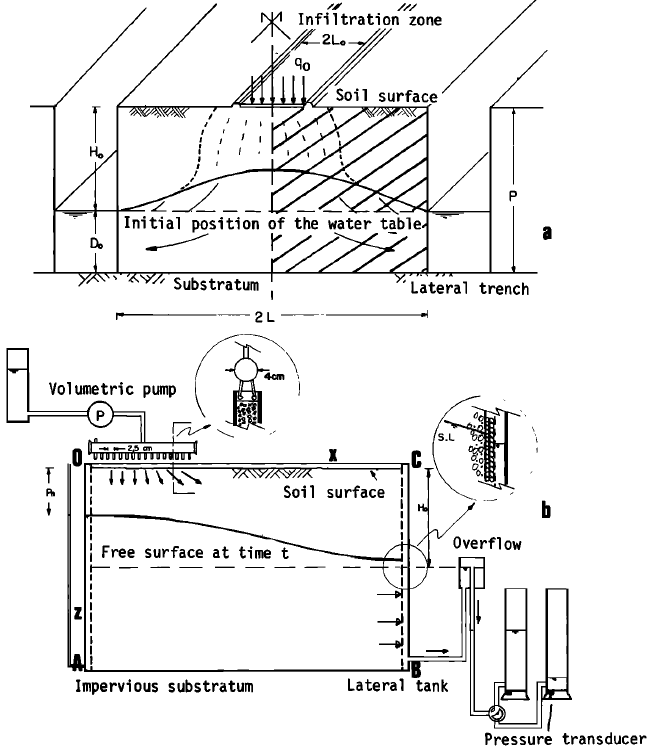 Infiltration zone
2L₀
q₀
Soil surface
H₀
P
Initial position of the water table
a
D₀
Substratum
Lateral trench
2L
4cm
Volumetric pump
P
S.L
2,5 cm
O
X
C
Soil surface
H₀
b
Overflow
Free surface at time t
Z
A
B
Impervious substratum
Lateral tank
Pressure transducer